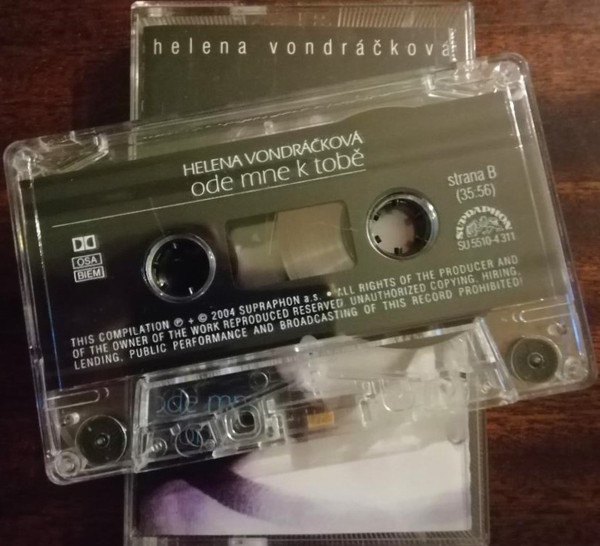 helena vondráčková
HELENA VONDRÁČKOVÁ
ode mne k tobě
strana B
(35:56)
SUPRAPHON
SU 5510-4 311
OSA
BIEM
THIS COMPILATION ℗ + © 2004 SUPRAPHON a.s. • ALL RIGHTS OF THE PRODUCER AND
OF THE OWNER OF THE WORK REPRODUCED RESERVED. UNAUTHORIZED COPYING, HIRING,
LENDING, PUBLIC PERFORMANCE AND BROADCASTING OF THIS RECORD PROHIBITED!
ode